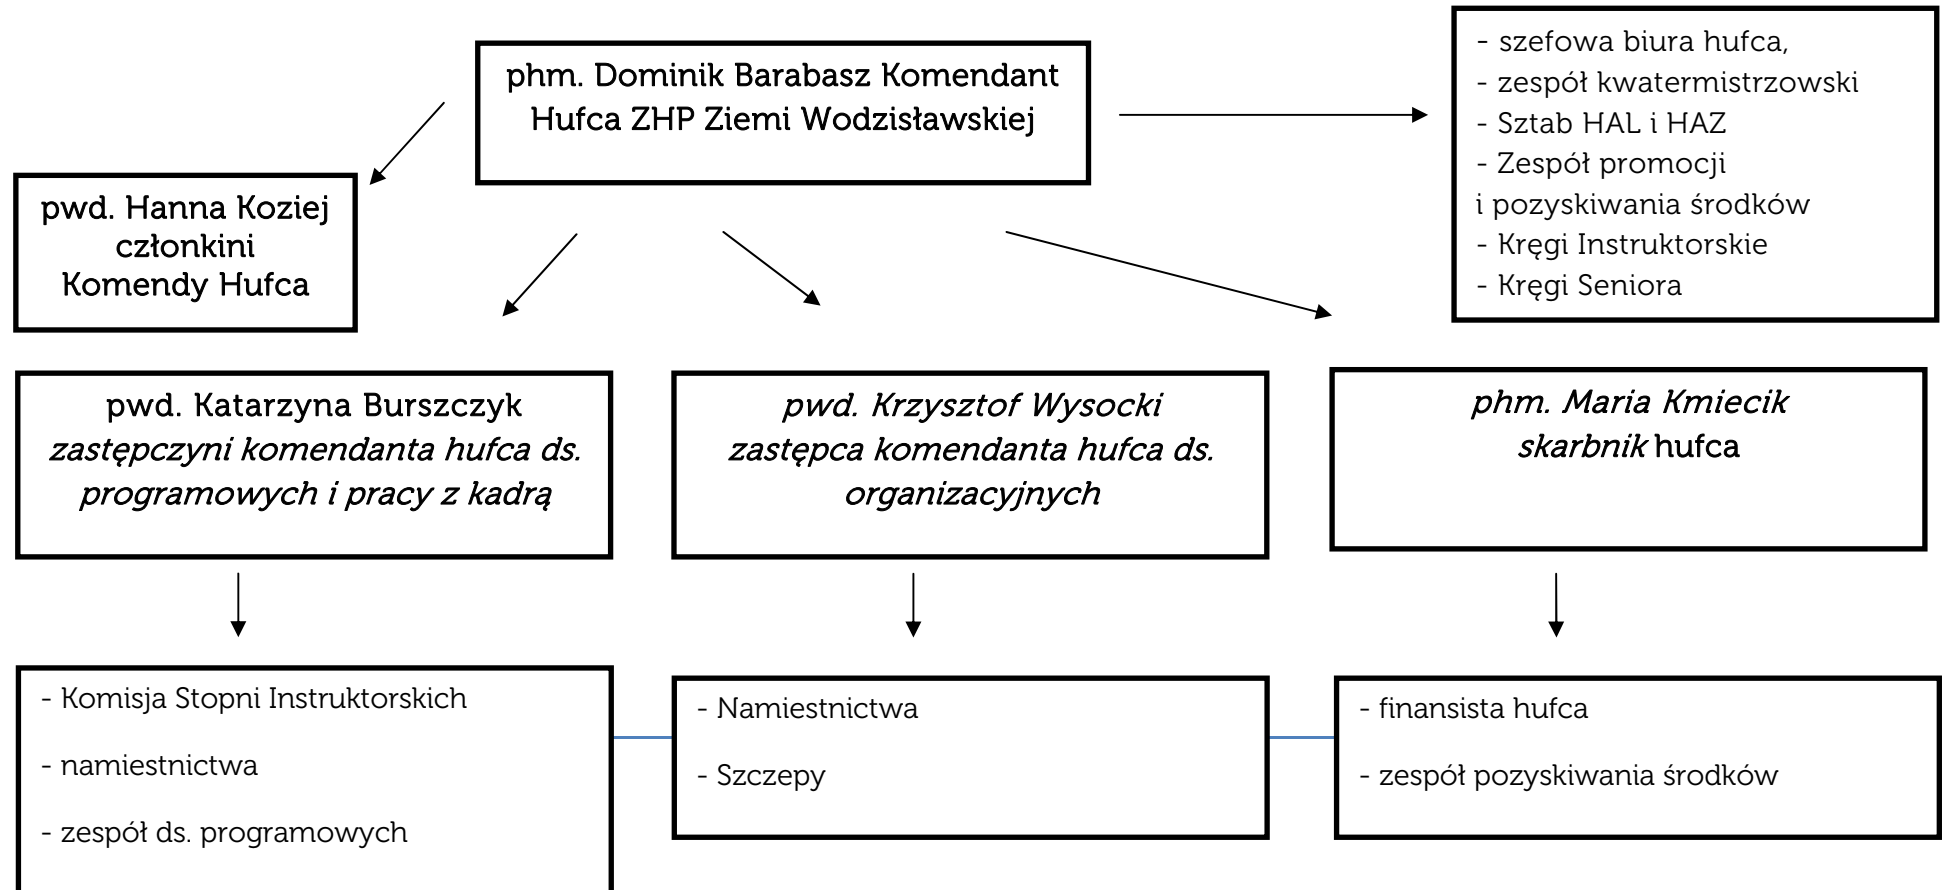 phm. Dominik Barabasz Komendant
Hufca ZHP Ziemi Wodzisławskiej
- szefowa biura hufca,
- zespół kwatermistrzowski
- Sztab HAL i HAZ
- Zespół promocji
i pozyskiwania środków
- Kręgi Instruktorskie
- Kręgi Seniora
pwd. Hanna Koziej
członkini
Komendy Hufca
pwd. Katarzyna Burszczyk
zastępczyni komendanta hufca ds.
programowych i pracy z kadrą
pwd. Krzysztof Wysocki
zastępca komendanta hufca ds.
organizacyjnych
phm. Maria Kmiecik
skarbnik hufca
- Komisja Stopni Instruktorskich
- namiestnictwa
- zespół ds. programowych
- Namiestnictwa
- Szczepy
- finansista hufca
- zespół pozyskiwania środków